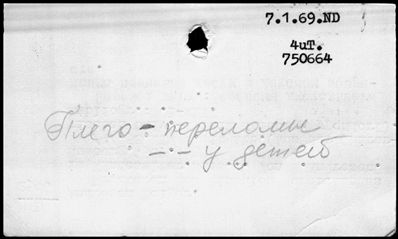 7.1.69.ND
4uT.
750664
Плечо - переломы
— — у детей